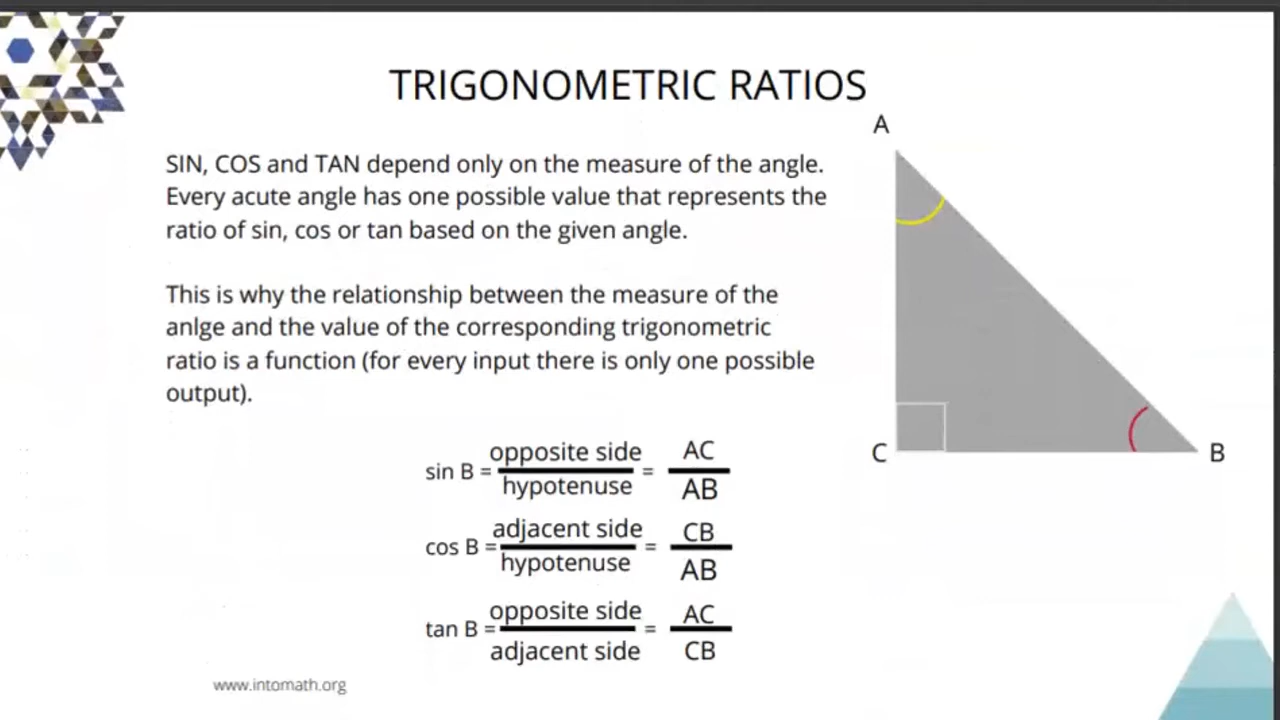 TRIGONOMETRIC RATIOS
A
SIN, COS and TAN depend only on the measure of the angle.
Every acute angle has one possible value that represents the
ratio of sin, cos or tan based on the given angle.
This is why the relationship between the measure of the
anlge and the value of the corresponding trigonometric
ratio is a function (for every input there is only one possible
output).
C
B
opposite side
AC
sin B =
=
hypotenuse
AB
adjacent side
CB
cos B =
=
hypotenuse
AB
opposite side
AC
tan B =
=
adjacent side
CB
www.intomath.org